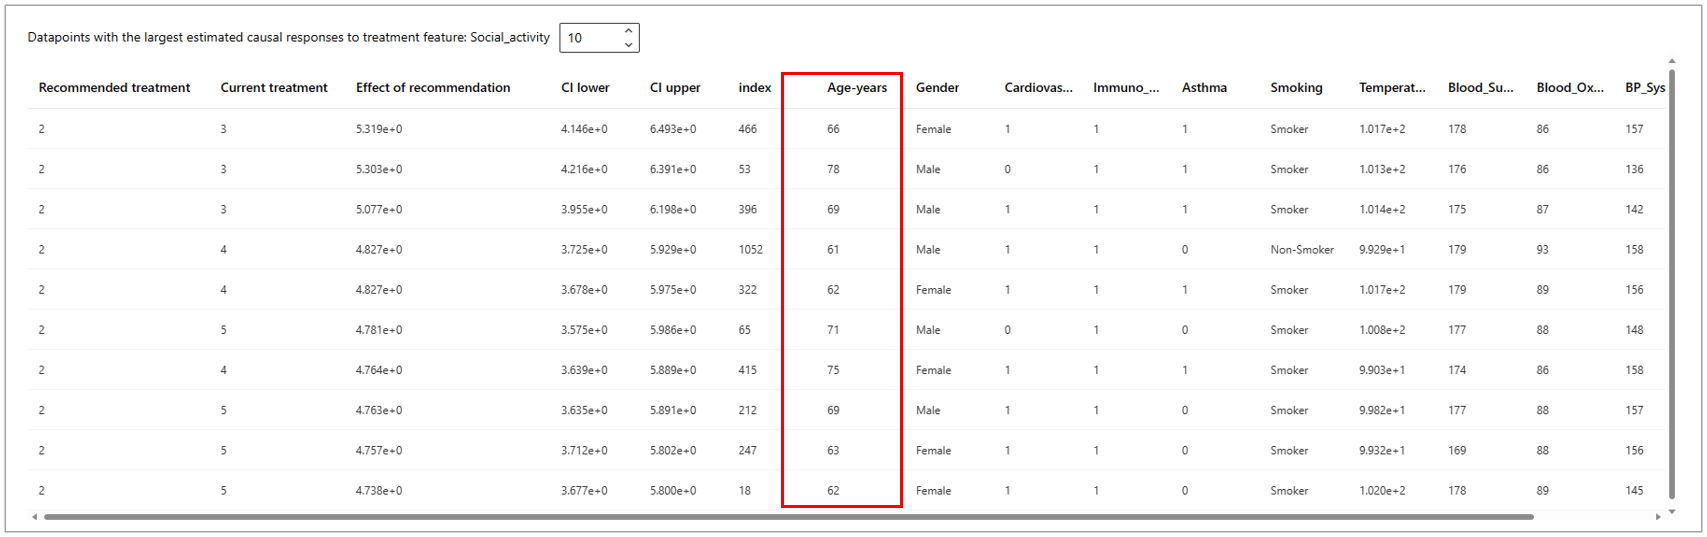 Datapoints with the largest estimated causal responses to treatment feature: Social_activity 10
Recommended treatment Current treatment Effect of recommendation CI lower CI upper index Age-years Gender Cardiovas... Immuno_... Asthma Smoking Temperat... Blood_Su... Blood_Ox... BP_Sys
2 3 5.319e+0 4.146e+0 6.493e+0 466 66 Female 1 1 1 Smoker 1.017e+2 178 86 157
2 3 5.303e+0 4.216e+0 6.391e+0 53 78 Male 0 1 1 Smoker 1.013e+2 176 86 136
2 3 5.077e+0 3.955e+0 6.198e+0 396 69 Male 1 1 1 Smoker 1.014e+2 175 87 142
2 4 4.827e+0 3.725e+0 5.929e+0 1052 61 Male 1 1 0 Non-Smoker 9.929e+1 179 93 158
2 4 4.827e+0 3.678e+0 5.975e+0 322 62 Female 1 1 1 Smoker 1.017e+2 179 89 156
2 5 4.781e+0 3.575e+0 5.986e+0 65 71 Male 0 1 0 Smoker 1.008e+2 177 88 148
2 4 4.764e+0 3.639e+0 5.889e+0 415 75 Female 1 1 1 Smoker 9.903e+1 174 86 158
2 5 4.763e+0 3.635e+0 5.891e+0 212 69 Male 1 1 0 Smoker 9.982e+1 177 88 157
2 5 4.757e+0 3.712e+0 5.802e+0 247 63 Female 1 1 0 Smoker 9.932e+1 169 88 156
2 5 4.738e+0 3.677e+0 5.800e+0 18 62 Female 1 1 0 Smoker 1.020e+2 178 89 145